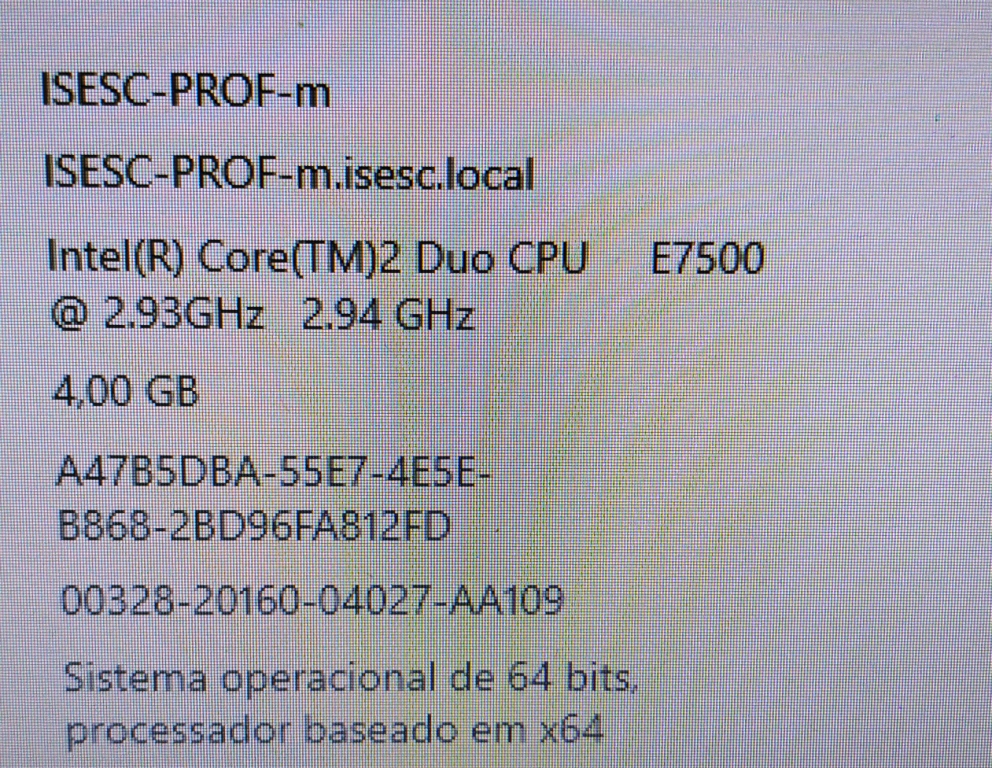 ISESC-PROF-m
ISESC-PROF-m.isesc.local
Intel(R) Core(TM)2 Duo CPU E7500
@ 2.93GHz 2.94 GHz
4,00 GB
A47B5DBA-55E7-4E5E-
B868-2BD96FA812FD
00328-20160-04027-AA109
Sistema operacional de 64 bits,
processador baseado em x64